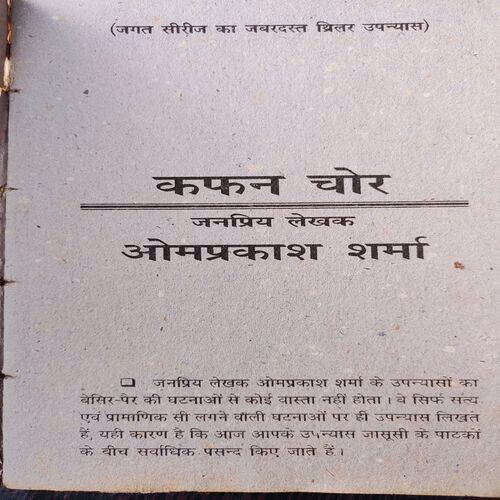 (जगत सीरीज का जबरदस्त थ्रिलर उपन्यास)
कफन चोर
जनप्रिय लेखक
ओमप्रकाश शर्मा
❑ जनप्रिय लेखक ओमप्रकाश शर्मा के उपन्यासों का
बेसिर-पैर की घटनाओं से कोई वास्ता नहीं होता। वे सिर्फ सत्य
एवं प्रामाणिक सी लगने वाली घटनाओं पर ही उपन्यास लिखते
हैं, यही कारण है कि आज आपके उपन्यास जासूसी के पाठकों
के बीच सर्वाधिक पसन्द किए जाते हैं।